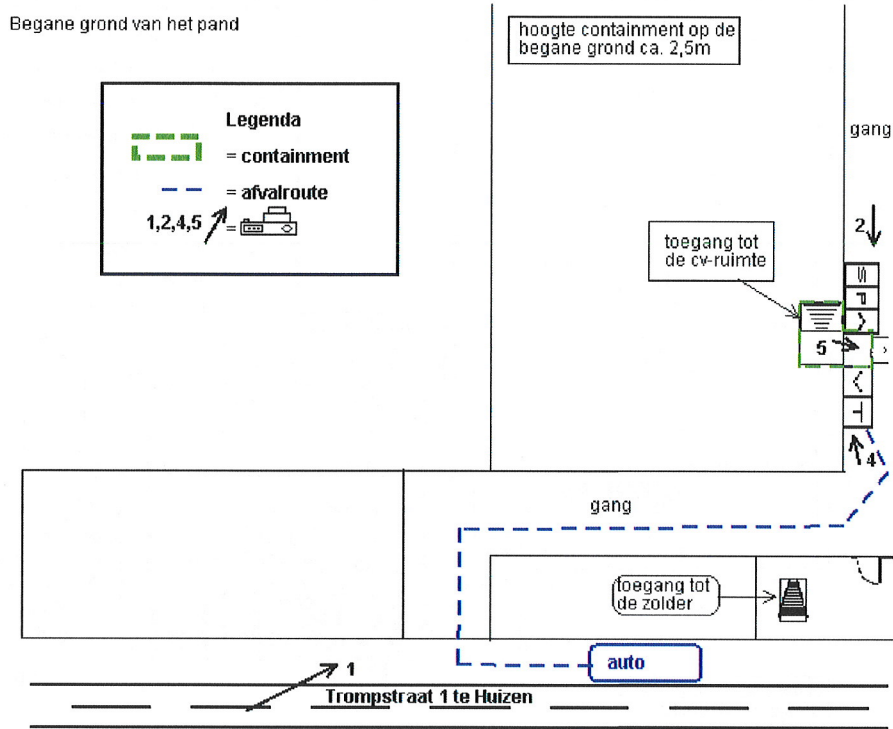 Begane grond van het pand
hoogte containment op de
begane grond ca. 2,5m
Legenda
= containment
= afvalroute
1,2,4,5 =
gang
2
toegang tot
de cv-ruimte
S
P
<
5
>
<
V
T
4
gang
toegang tot
de zolder
auto
1
Trompstraat 1 te Huizen